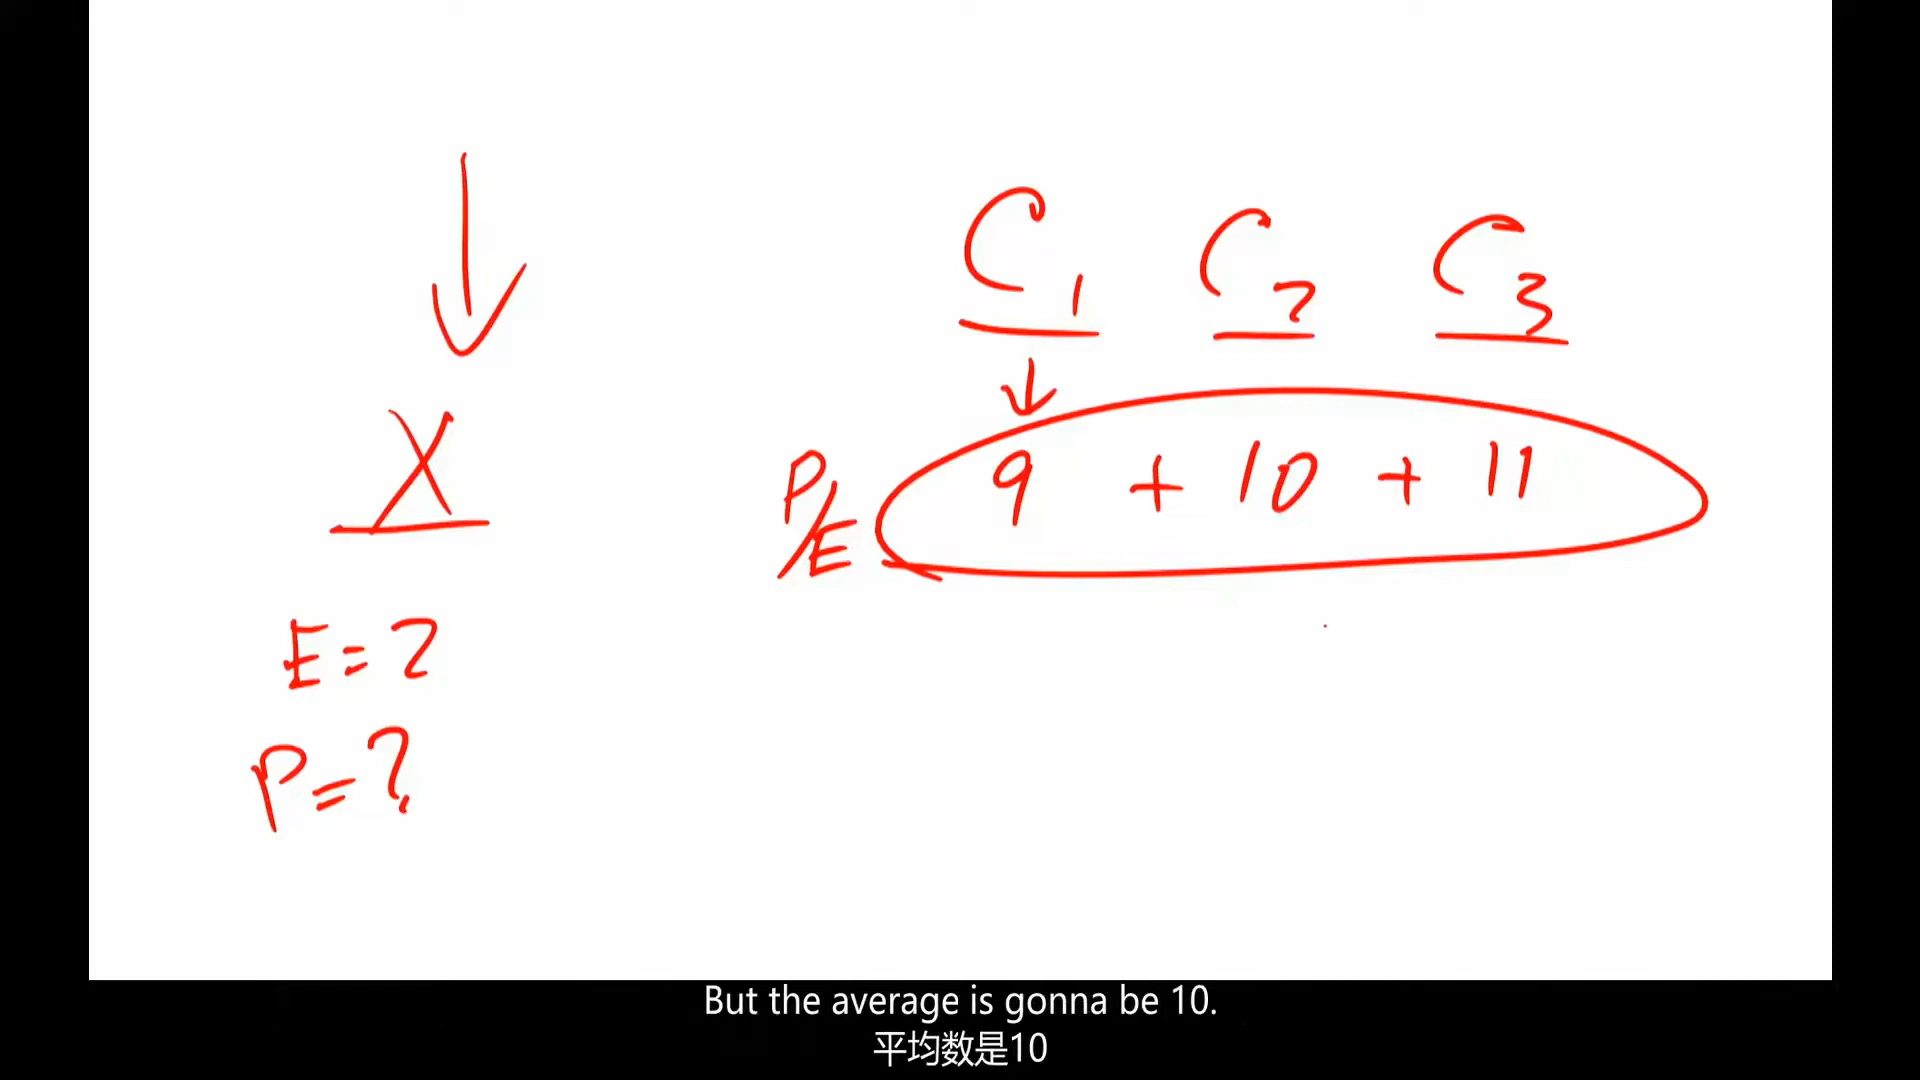 C1 C2 C3
X
P/E 9 + 10 + 11
E = 2
P = ?
But the average is gonna be 10.
平均数是10